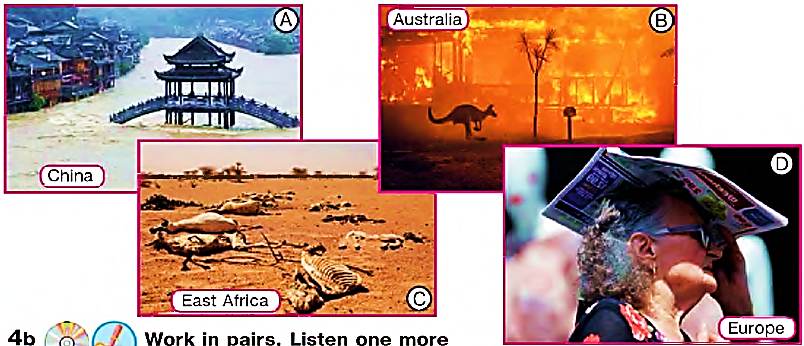 A
China
Australia
B
East Africa
C
D
Europe
4b Work in pairs. Listen one more